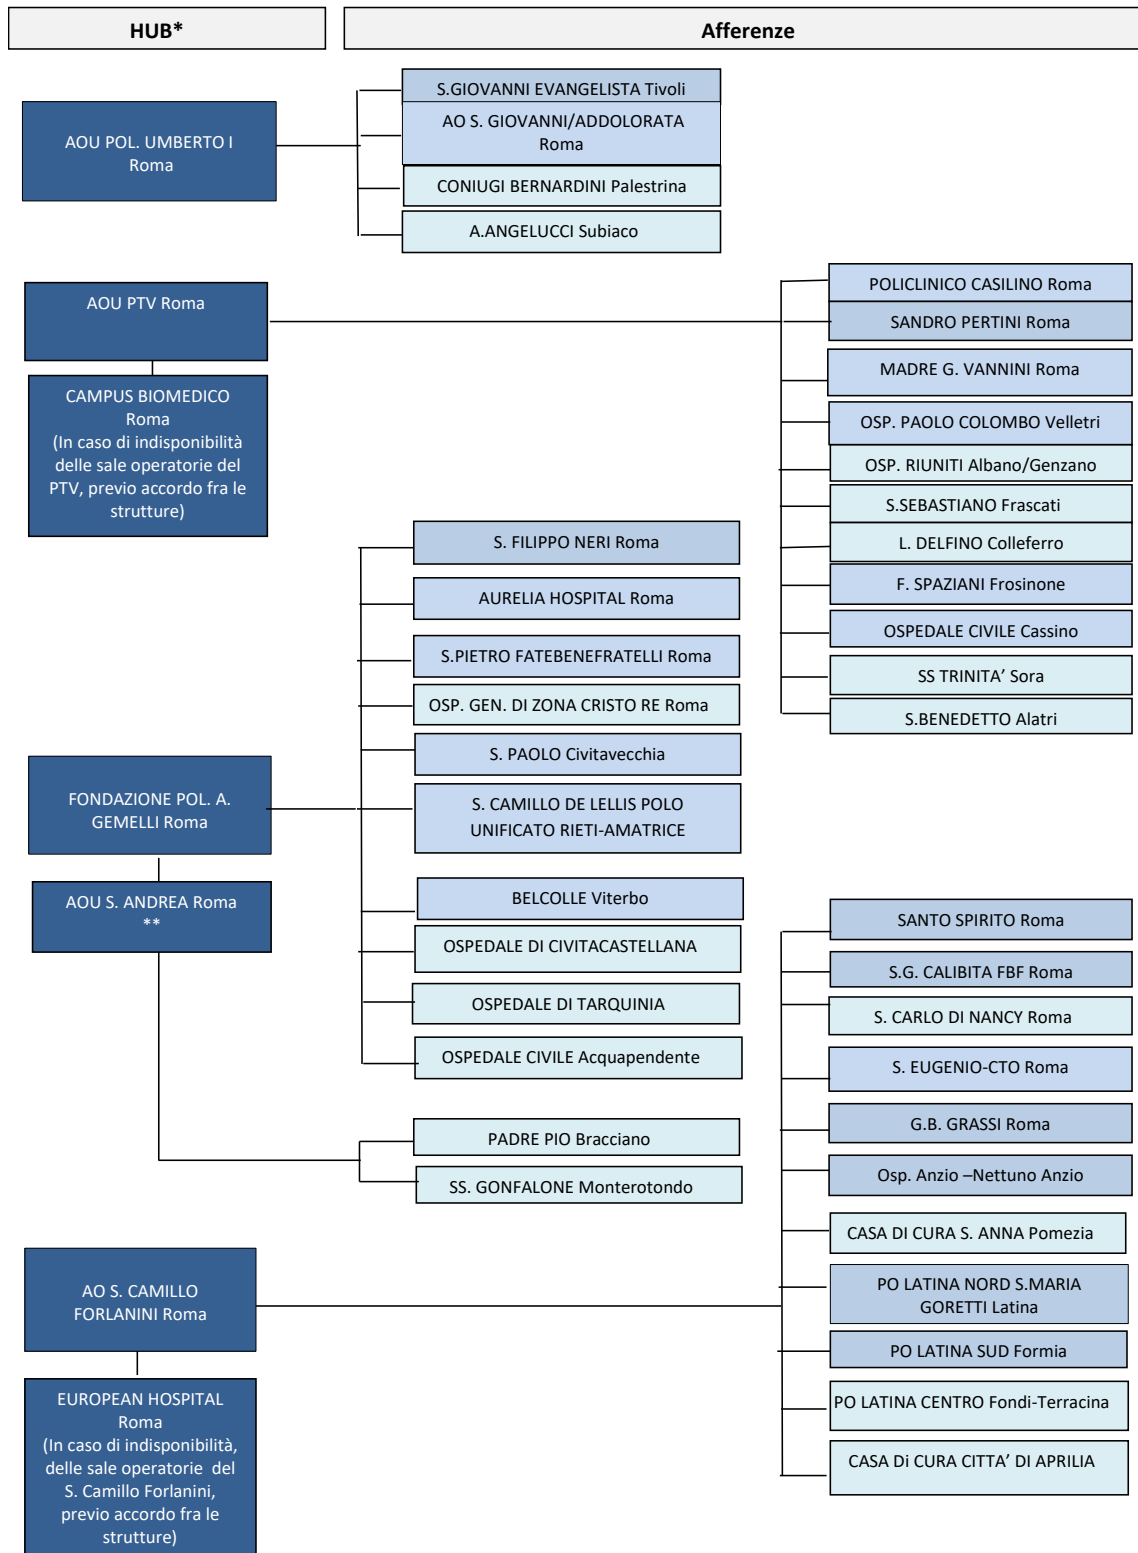 HUB*
Afferenze
AOU POL. UMBERTO I
Roma
S.GIOVANNI EVANGELISTA Tivoli
AO S. GIOVANNI/ADDOLORATA
Roma
CONIUGI BERNARDINI Palestrina
A.ANGELUCCI Subiaco
AOU PTV Roma
CAMPUS BIOMEDICO
Roma
(In caso di indisponibilità
delle sale operatorie del
PTV, previo accordo fra le
strutture)
POLICLINICO CASILINO Roma
SANDRO PERTINI Roma
MADRE G. VANNINI Roma
OSP. PAOLO COLOMBO Velletri
OSP. RIUNITI Albano/Genzano
S.SEBASTIANO Frascati
L. DELFINO Colleferro
F. SPAZIANI Frosinone
OSPEDALE CIVILE Cassino
SS TRINITA’ Sora
S.BENEDETTO Alatri
FONDAZIONE POL. A.
GEMELLI Roma
AOU S. ANDREA Roma
**
S. FILIPPO NERI Roma
AURELIA HOSPITAL Roma
S.PIETRO FATEBENEFRATELLI Roma
OSP. GEN. DI ZONA CRISTO RE Roma
S. PAOLO Civitavecchia
S. CAMILLO DE LELLIS POLO
UNIFICATO RIETI-AMATRICE
BELCOLLE Viterbo
OSPEDALE DI CIVITACASTELLANA
OSPEDALE DI TARQUINIA
OSPEDALE CIVILE Acquapendente
PADRE PIO Bracciano
SS. GONFALONE Monterotondo
AO S. CAMILLO
FORLANINI Roma
EUROPEAN HOSPITAL
Roma
(In caso di indisponibilità,
delle sale operatorie del
S. Camillo Forlanini,
previo accordo fra le
strutture)
SANTO SPIRITO Roma
S.G. CALIBITA FBF Roma
S. CARLO DI NANCY Roma
S. EUGENIO-CTO Roma
G.B. GRASSI Roma
Osp. Anzio –Nettuno Anzio
CASA DI CURA S. ANNA Pomezia
PO LATINA NORD S.MARIA
GORETTI Latina
PO LATINA SUD Formia
PO LATINA CENTRO Fondi-Terracina
CASA Di CURA CITTA’ DI APRILIA